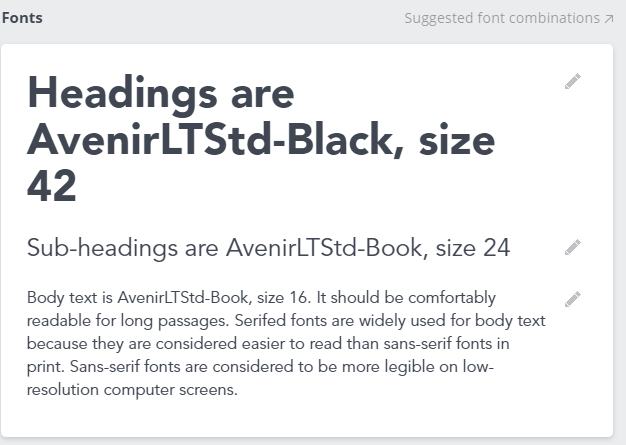 Fonts
Suggested font combinations ↗
Headings are
AvenirLTStd-Black, size
42
Sub-headings are AvenirLTStd-Book, size 24
Body text is AvenirLTStd-Book, size 16. It should be comfortably
readable for long passages. Serifed fonts are widely used for body text
because they are considered easier to read than sans-serif fonts in
print. Sans-serif fonts are considered to be more legible on low-
resolution computer screens.